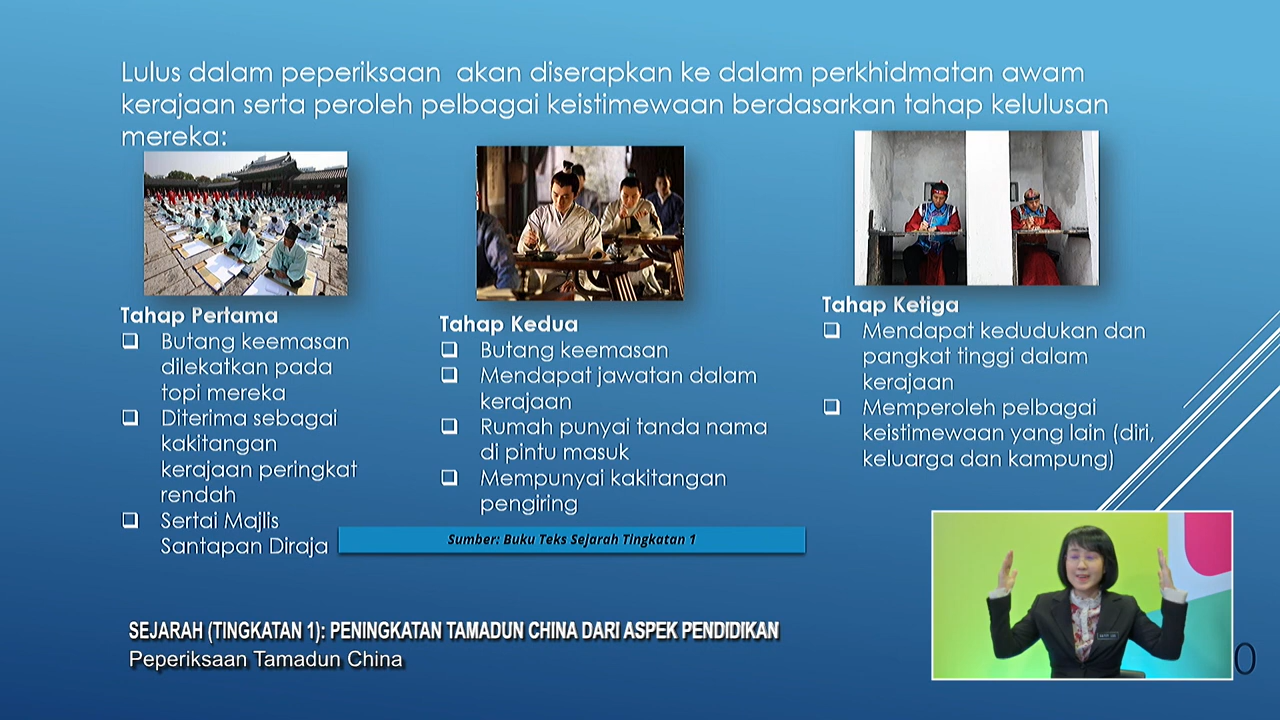 Lulus dalam peperiksaan akan diserapkan ke dalam perkhidmatan awam
kerajaan serta peroleh pelbagai keistimewaan berdasarkan tahap kelulusan
mereka:
Tahap Pertama
Butang keemasan
dilekatkan pada
topi mereka
Diterima sebagai
kakitangan
kerajaan peringkat
rendah
Sertai Majlis
Santapan Diraja
Tahap Kedua
Butang keemasan
Mendapat jawatan dalam
kerajaan
Rumah punyai tanda nama
di pintu masuk
Mempunyai kakitangan
pengiring
Tahap Ketiga
Mendapat kedudukan dan
pangkat tinggi dalam
kerajaan
Memperoleh pelbagai
keistimewaan yang lain (diri,
keluarga dan kampung)
Sumber: Buku Teks Sejarah Tingkatan 1
SEJARAH (TINGKATAN 1): PENINGKATAN TAMADUN CHINA DARI ASPEK PENDIDIKAN
Peperiksaan Tamadun China
0